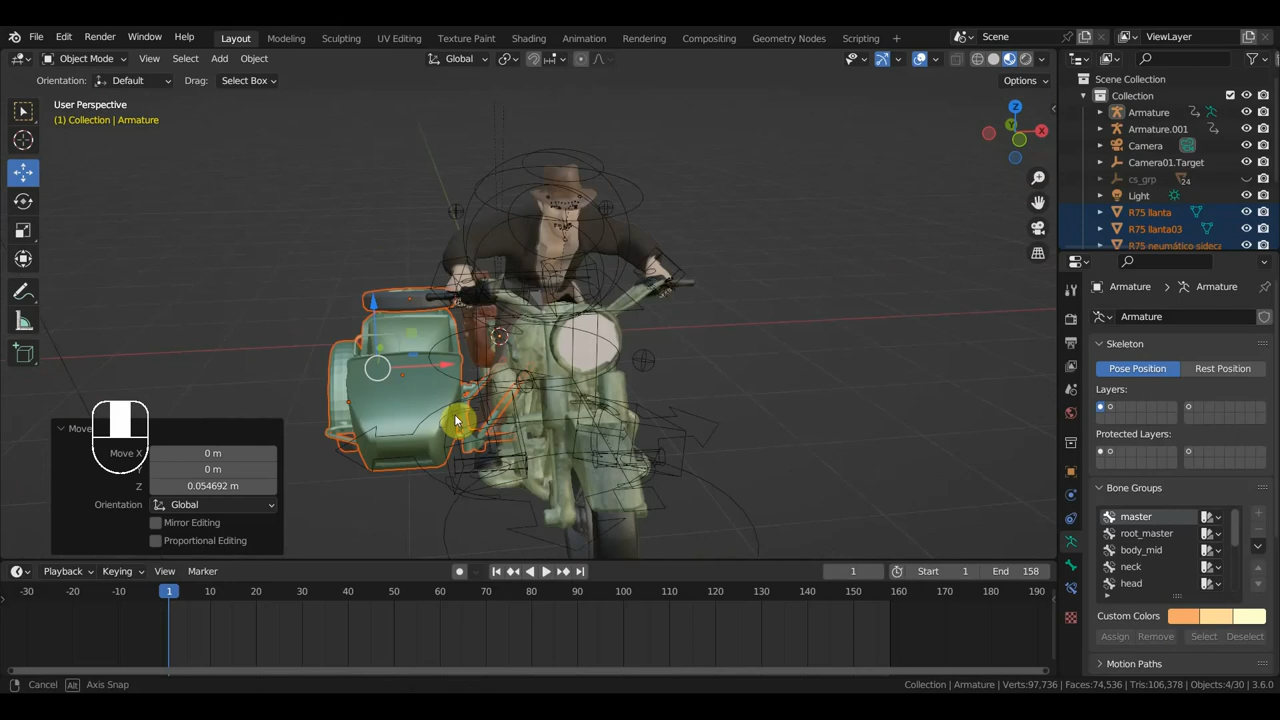 File Edit Render Window Help Layout Modeling Sculpting UV Editing Texture Paint Shading Animation Rendering Compositing Geometry Nodes Scripting + Scene ViewLayer
Object Mode View Select Add Object Global
Orientation: Default Drag: Select Box Options
User Perspective
(1) Collection | Armature
Z
X
Y
Scene Collection
Collection
Armature
Armature.001
Camera
Camera01.Target
cs_grp 24
Light
R75 llanta
R75 llanta03
R75 neumático sideca
Armature Armature
Armature
Skeleton
Pose Position Rest Position
Layers:
Protected Layers:
Bone Groups
master
root_master
body_mid
neck
head
Custom Colors
Assign Remove Select Deselect
Motion Paths
Move
Move X 0 m
0 m
Z 0.054692 m
Orientation Global
Mirror Editing
Proportional Editing
Playback Keying View Marker 1 Start 1 End 158
-30 -20 -10 1 10 20 30 40 50 60 70 80 90 100 110 120 130 140 150 160 170 180 190
Cancel Alt Axis Snap Collection | Armature | Verts:97,736 | Faces:74,536 | Tris:106,378 | Objects:4/30 | 3.6.0